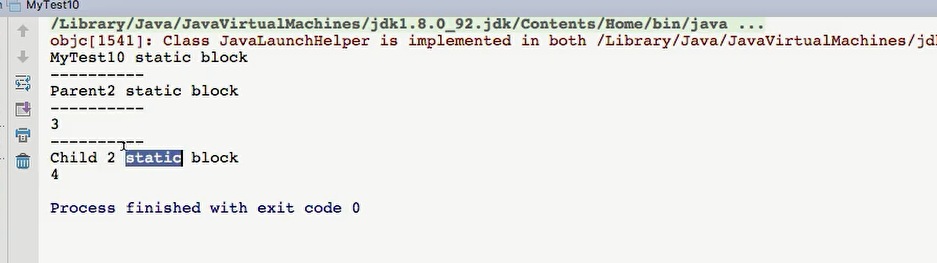 MyTest10
/Library/Java/JavaVirtualMachines/jdk1.8.0_92.jdk/Contents/Home/bin/java ...
objc[1541]: Class JavaLaunchHelper is implemented in both /Library/Java/JavaVirtualMachines/jd
MyTest10 static block
----------
Parent2 static block
----------
3
----------
Child 2 static block
4
Process finished with exit code 0